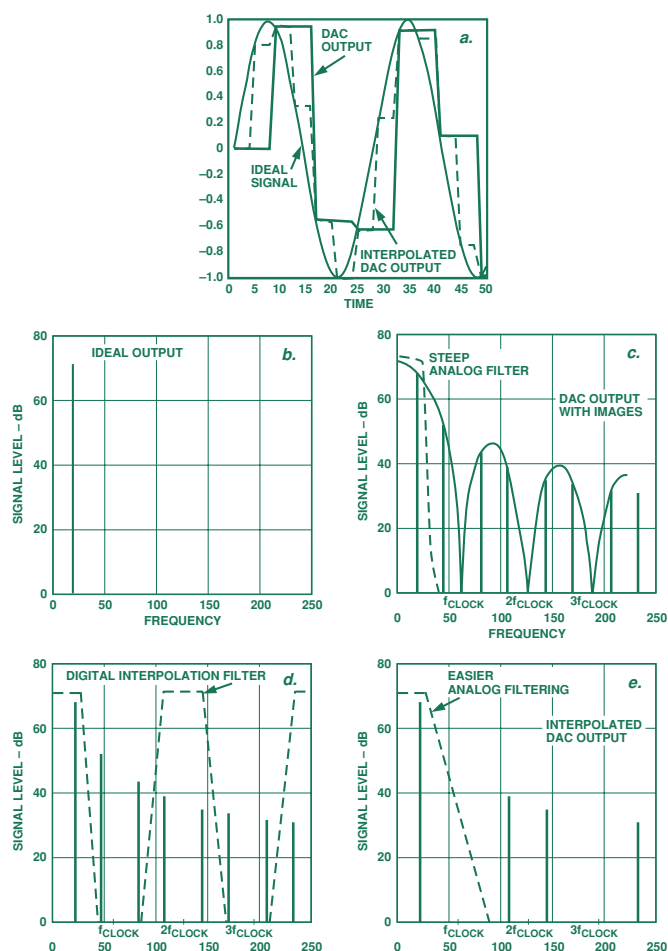 1.0
0.8
0.6
0.4
0.2
0
–0.2
–0.4
–0.6
–0.8
–1.0
a.
DAC
OUTPUT
IDEAL
SIGNAL
INTERPOLATED
DAC OUTPUT
0 5 10 15 20 25 30 35 40 45 50
TIME
80
60
40
20
0
SIGNAL LEVEL – dB
IDEAL OUTPUT
b.
0 50 100 150 200 250
FREQUENCY
80
60
40
20
0
SIGNAL LEVEL – dB
STEEP
ANALOG FILTER
c.
DAC OUTPUT
WITH IMAGES
fCLOCK 2fCLOCK 3fCLOCK
0 50 100 150 200 250
FREQUENCY
80
60
40
20
0
SIGNAL LEVEL – dB
DIGITAL INTERPOLATION FILTER
d.
fCLOCK 2fCLOCK 3fCLOCK
0 50 100 150 200 250
80
60
40
20
0
SIGNAL LEVEL – dB
EASIER
ANALOG FILTERING
e.
INTERPOLATED
DAC OUTPUT
fCLOCK 2fCLOCK 3fCLOCK
0 50 100 150 200 250